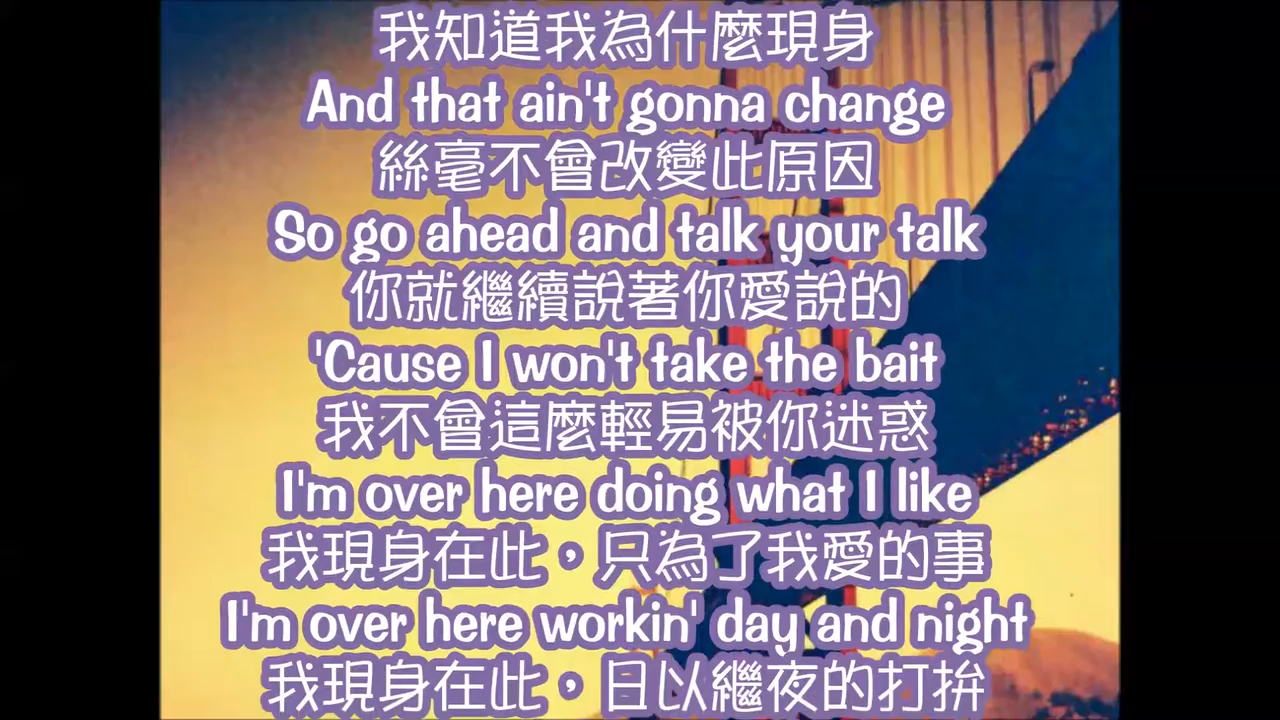 我知道我為什麼現身
And that ain't gonna change
絲毫不會改變此原因
So go ahead and talk your talk
你就繼續說著你愛說的
'Cause I won't take the bait
我不會這麼輕易被你迷惑
I'm over here doing what I like
我現身在此，只為了我愛的事
I'm over here workin' day and night
我現身在此，日以繼夜的打拚